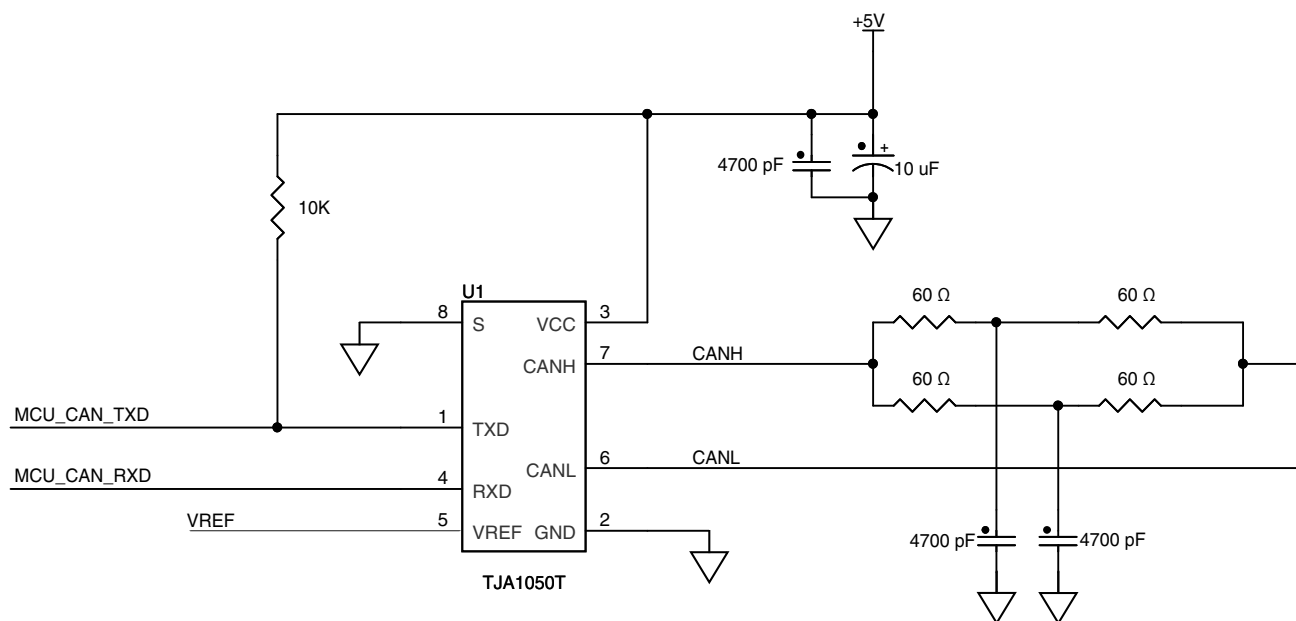 +5V
4700 pF
+
10 uF
10K
U1
8
S
VCC
3
CANH
7
CANH
60 Ω
60 Ω
60 Ω
60 Ω
MCU_CAN_TXD
1
TXD
CANL
6
CANL
MCU_CAN_RXD
4
RXD
VREF
5
VREF
GND
2
4700 pF
4700 pF
TJA1050T